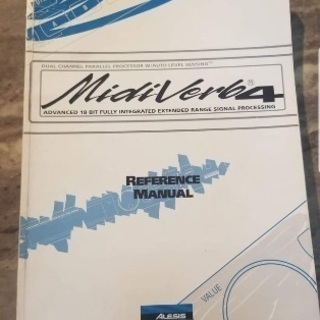 DUAL CHANNEL PARALLEL PROCESSOR W/AUTO LEVEL SENSING™
MidiVerb4®
ADVANCED 18 BIT FULLY INTEGRATED EXTENDED RANGE SIGNAL PROCESSING
REFERENCE
MANUAL
VALUE
ALESIS